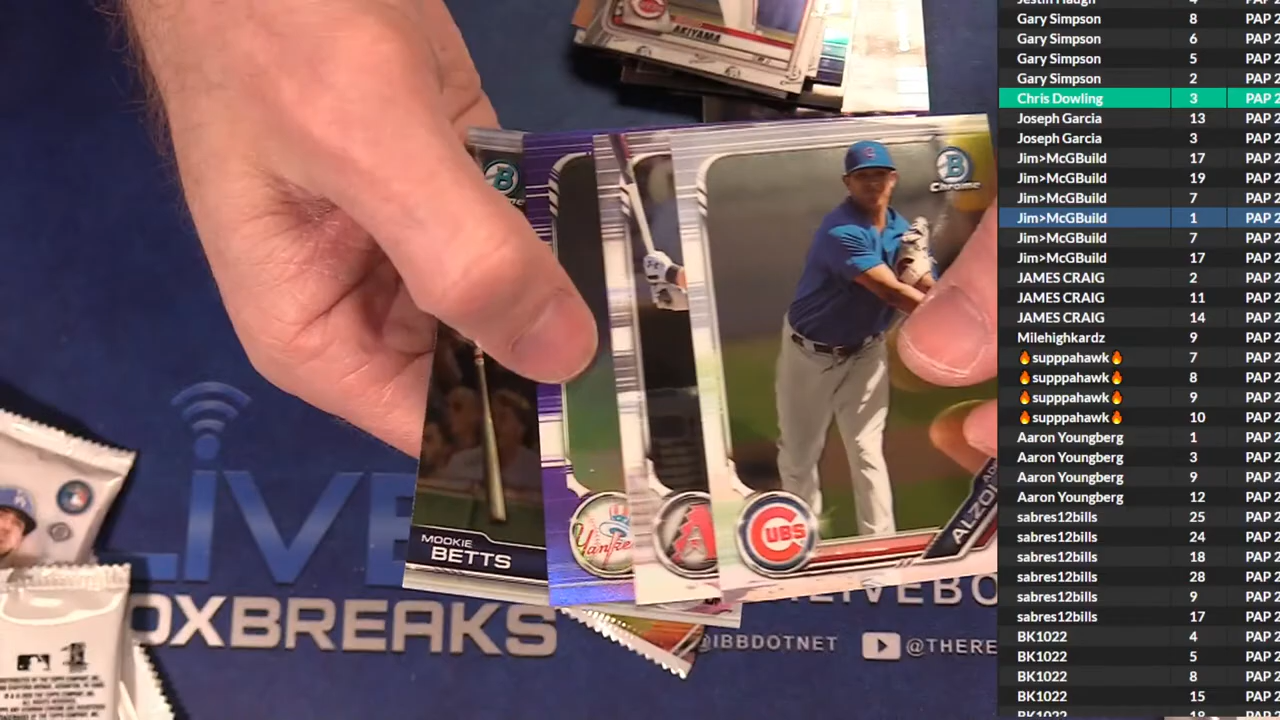 AKIYAMA
B
Chrome
MOOKIE
BETTS
Yankees
A
CUBS
ALZOL
LIVE
OXBREAKS
@IBBDOTNET
@THERE
LIVEBO
Gary Simpson 8 PAP 2
Gary Simpson 6 PAP 2
Gary Simpson 5 PAP 2
Gary Simpson 2 PAP 2
Chris Dowling 3 PAP 2
Joseph Garcia 13 PAP 2
Joseph Garcia 3 PAP 2
Jim>McGBuild 17 PAP 2
Jim>McGBuild 19 PAP 2
Jim>McGBuild 7 PAP 2
Jim>McGBuild 1 PAP 2
Jim>McGBuild 7 PAP 2
Jim>McGBuild 17 PAP 2
JAMES CRAIG 2 PAP 2
JAMES CRAIG 11 PAP 2
JAMES CRAIG 14 PAP 2
Milehighkardz 9 PAP 2
🔥supppahawk🔥 7 PAP 2
🔥supppahawk🔥 8 PAP 2
🔥supppahawk🔥 9 PAP 2
🔥supppahawk🔥 10 PAP 2
Aaron Youngberg 1 PAP 2
Aaron Youngberg 3 PAP 2
Aaron Youngberg 9 PAP 2
Aaron Youngberg 12 PAP 2
sabres12bills 25 PAP 2
sabres12bills 24 PAP 2
sabres12bills 18 PAP 2
sabres12bills 28 PAP 2
sabres12bills 9 PAP 2
sabres12bills 17 PAP 2
BK1022 4 PAP 2
BK1022 5 PAP 2
BK1022 8 PAP 2
BK1022 15 PAP 2